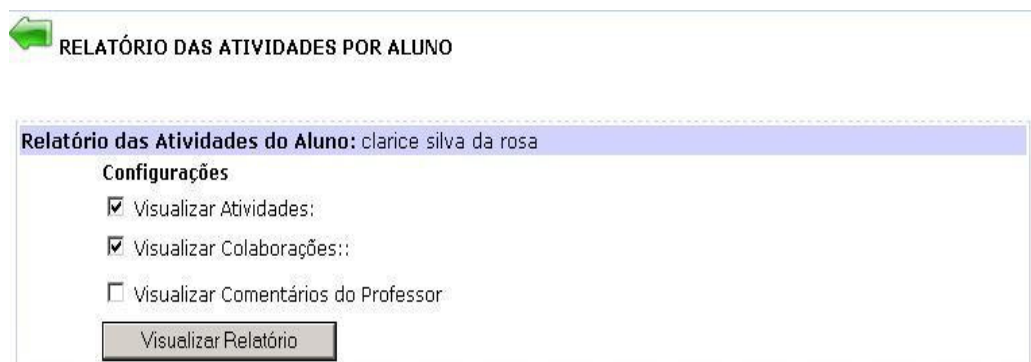 RELATÓRIO DAS ATIVIDADES POR ALUNO
Relatório das Atividades do Aluno: clarice silva da rosa
Configurações
Visualizar Atividades:
Visualizar Colaborações::
Visualizar Comentários do Professor
Visualizar Relatório